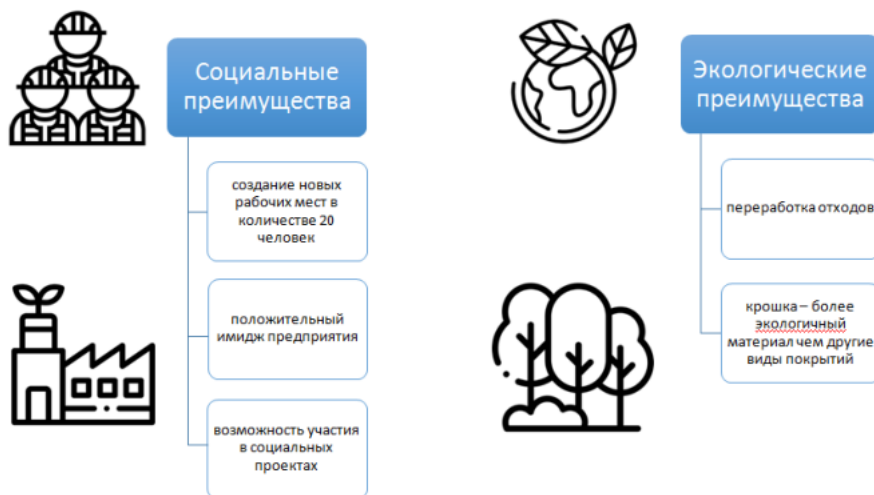 Социальные
преимущества
создание новых
рабочих мест в
количестве 20
человек
положительный
имидж предприятия
возможность участия
в социальных
проектах
Экологические
преимущества
переработка отходов
крошка – более
экологичный
материал чем другие
виды покрытий